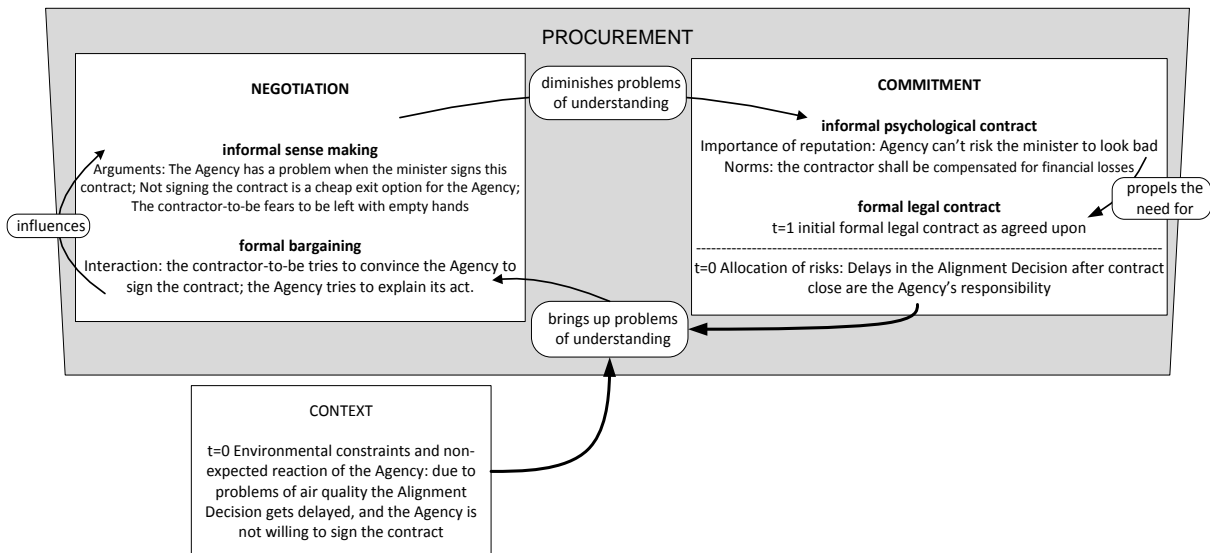 PROCUREMENT
NEGOTIATION
informal sense making
Arguments: The Agency has a problem when the minister signs this
contract; Not signing the contract is a cheap exit option for the Agency;
The contractor-to-be fears to be left with empty hands
formal bargaining
Interaction: the contractor-to-be tries to convince the Agency to
sign the contract; the Agency tries to explain its act.
influences
diminishes problems
of understanding
COMMITMENT
informal psychological contract
Importance of reputation: Agency can’t risk the minister to look bad
Norms: the contractor shall be compensated for financial losses
formal legal contract
t=1 initial formal legal contract as agreed upon
t=0 Allocation of risks: Delays in the Alignment Decision after contract
close are the Agency’s responsibility
propels the
need for
brings up problems
of understanding
CONTEXT
t=0 Environmental constraints and non-
expected reaction of the Agency: due to
problems of air quality the Alignment
Decision gets delayed, and the Agency is
not willing to sign the contract